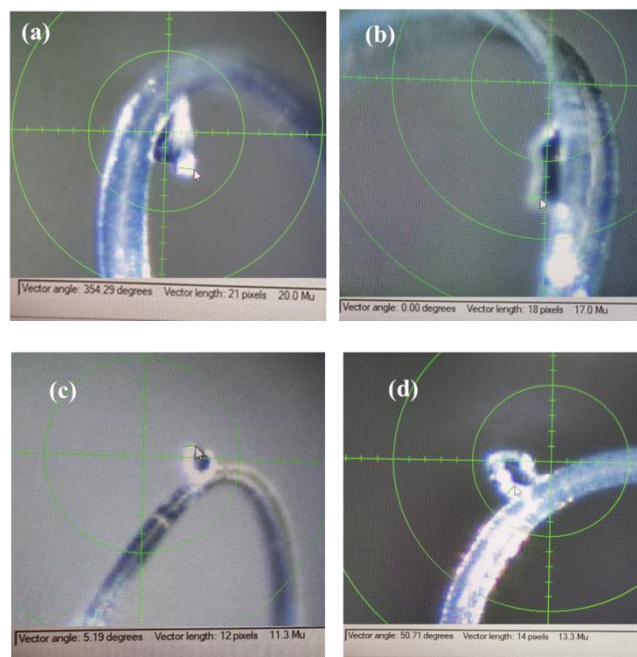 (a)
(b)
Vector angle: 354.29 degrees Vector length: 21 pixels 20.0 Mu
Vector angle: 0.00 degrees Vector length: 18 pixels 17.0 Mu
(c)
(d)
Vector angle: 5.19 degrees Vector length: 12 pixels 11.3 Mu
Vector angle: 50.71 degrees Vector length: 14 pixels 13.3 Mu